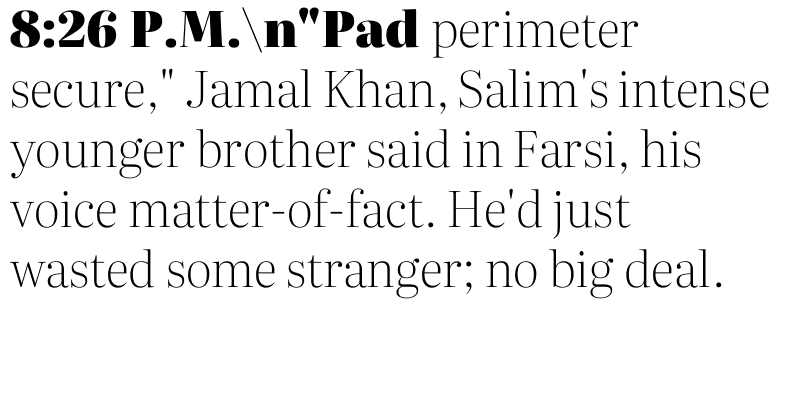 8:26 P.M.\n"Pad perimeter
secure," Jamal Khan, Salim's intense
younger brother said in Farsi, his
voice matter-of-fact. He'd just
wasted some stranger; no big deal.